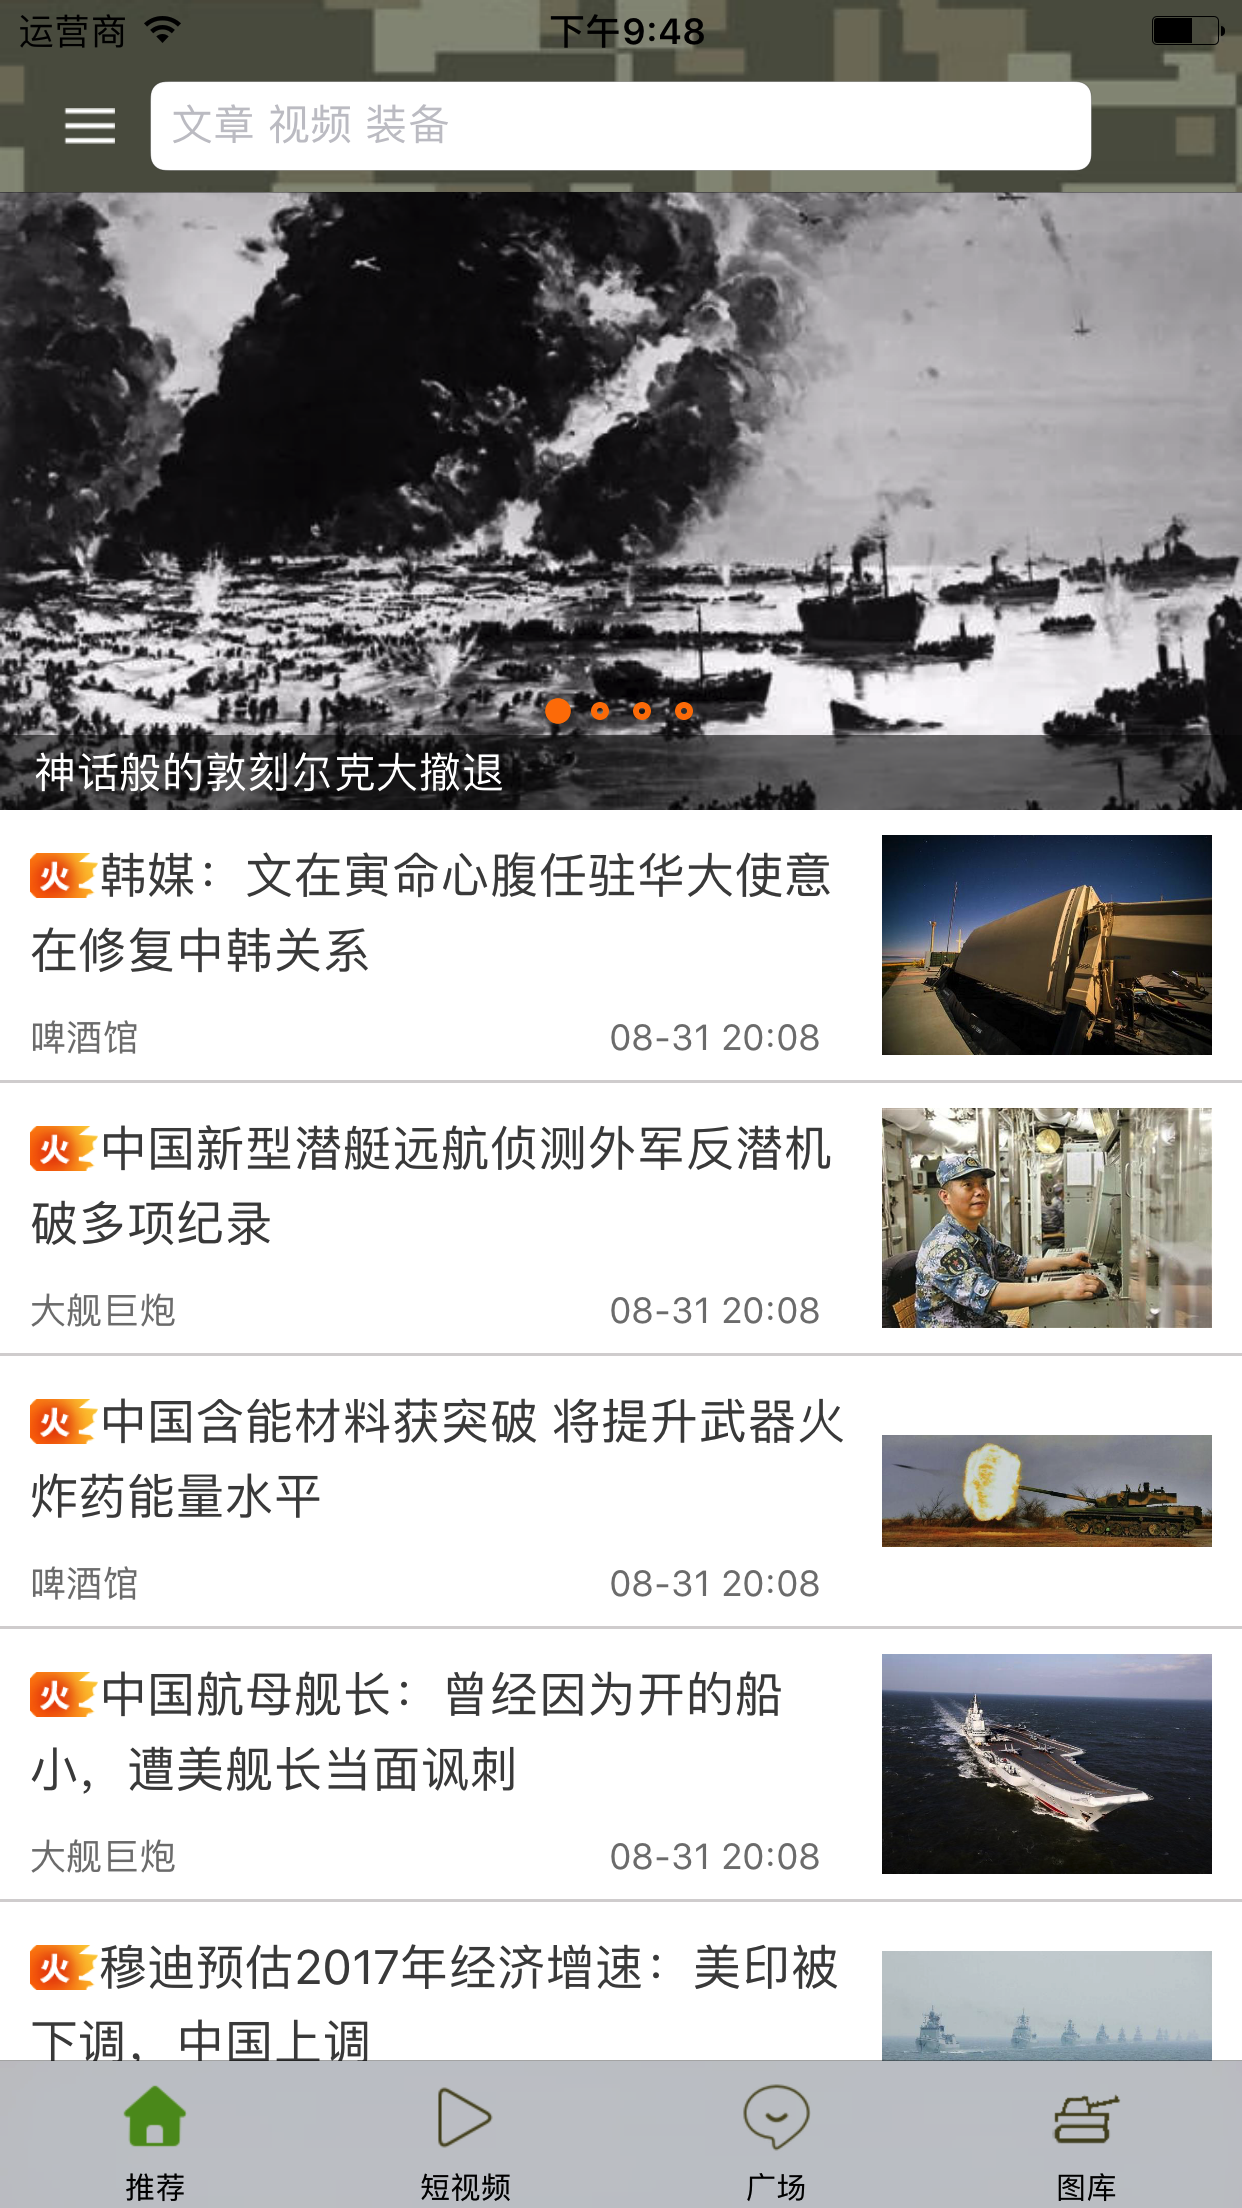 运营商
下午9:48
文章 视频 装备
神话般的敦刻尔克大撤退
火 韩媒：文在寅命心腹任驻华大使意
在修复中韩关系
啤酒馆 08-31 20:08
火 中国新型潜艇远航侦测外军反潜机
破多项纪录
大舰巨炮 08-31 20:08
火 中国含能材料获突破 将提升武器火
炸药能量水平
啤酒馆 08-31 20:08
火 中国航母舰长：曾经因为开的船
小，遭美舰长当面讽刺
大舰巨炮 08-31 20:08
火 穆迪预估2017年经济增速：美印被
下调，中国上调
推荐 短视频 广场 图库